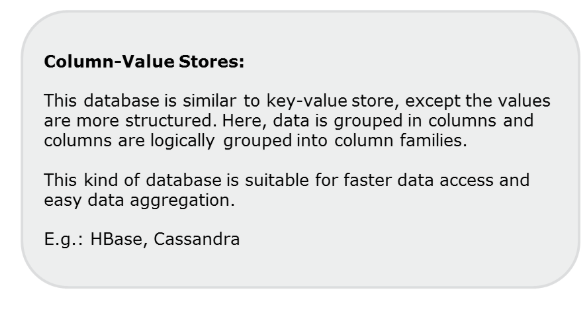 Column-Value Stores:
This database is similar to key-value store, except the values
are more structured. Here, data is grouped in columns and
columns are logically grouped into column families.
This kind of database is suitable for faster data access and
easy data aggregation.
E.g.: HBase, Cassandra